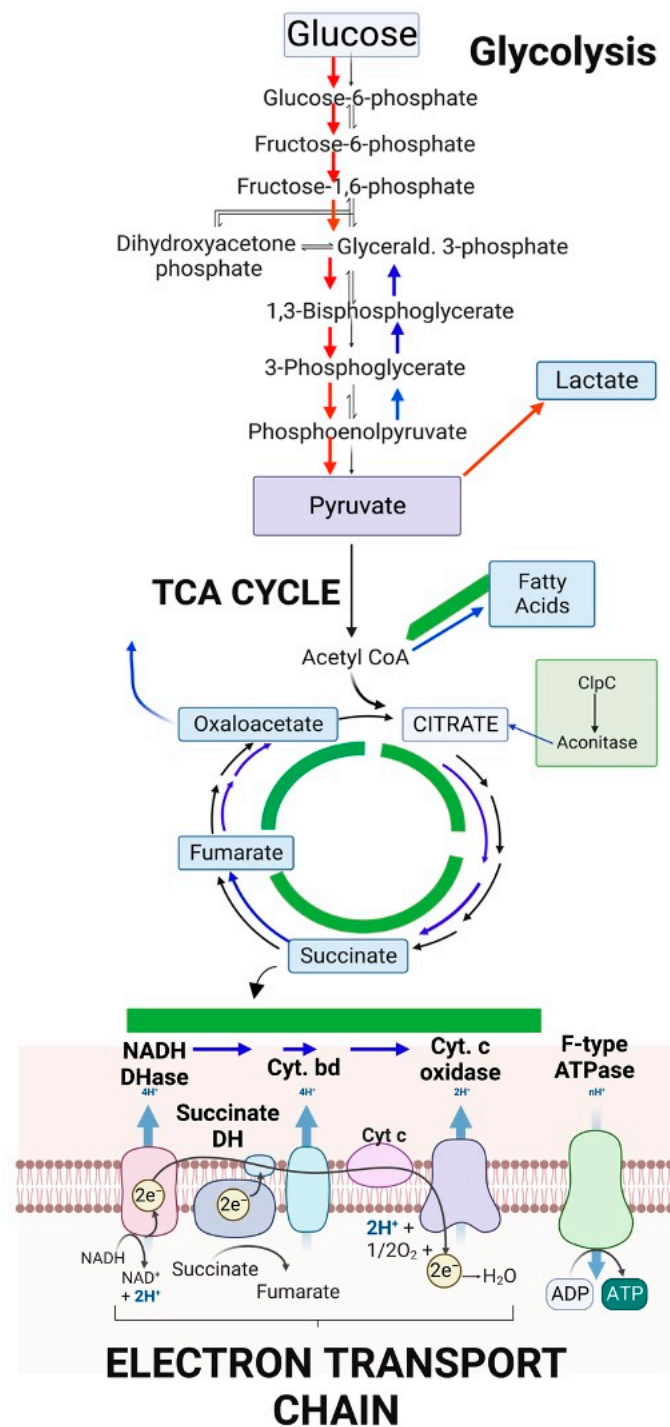 Glucose
Glycolysis
Glucose-6-phosphate
Fructose-6-phosphate
Fructose-1,6-phosphate
Dihydroxyacetone
phosphate
Glycerald. 3-phosphate
1,3-Bisphosphoglycerate
3-Phosphoglycerate
Lactate
Phosphoenolpyruvate
Pyruvate
TCA CYCLE
Fatty
Acids
Acetyl CoA
ClpC
Aconitase
Oxaloacetate
CITRATE
Fumarate
Succinate
NADH
DHase
4H⁺
Cyt. bd
4H⁺
Cyt. c
oxidase
2H⁺
F-type
ATPase
nH⁺
Succinate
DH
Cyt c
2e⁻
2e⁻
2H⁺ +
1/2O₂ +
2e⁻
H₂O
NADH
NAD⁺
+ 2H⁺
Succinate
Fumarate
ADP
ATP
ELECTRON TRANSPORT
CHAIN